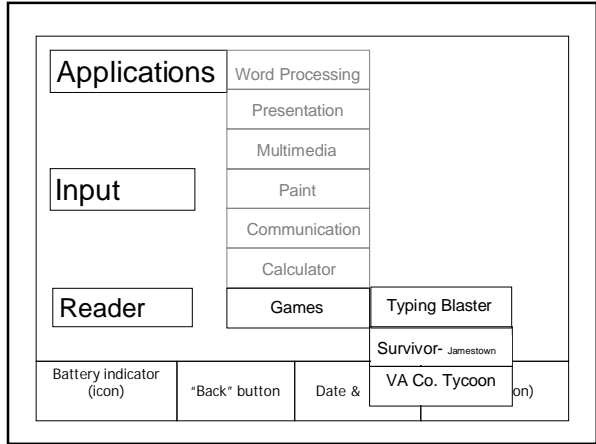 Applications
Word Processing
Presentation
Multimedia
Input
Paint
Communication
Calculator
Reader
Games
Typing Blaster
Survivor- Jamestown
VA Co. Tycoon
Battery indicator
(icon)
"Back" button
Date &
on)